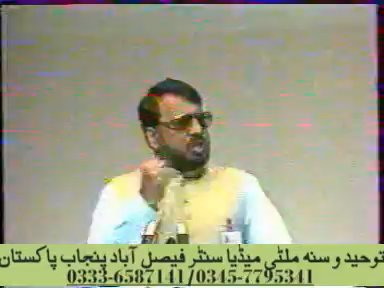 توحید و سنہ ملٹی میڈیا سنٹر فیصل آباد پنجاب پاکستان
0333-6587141/0345-7795341